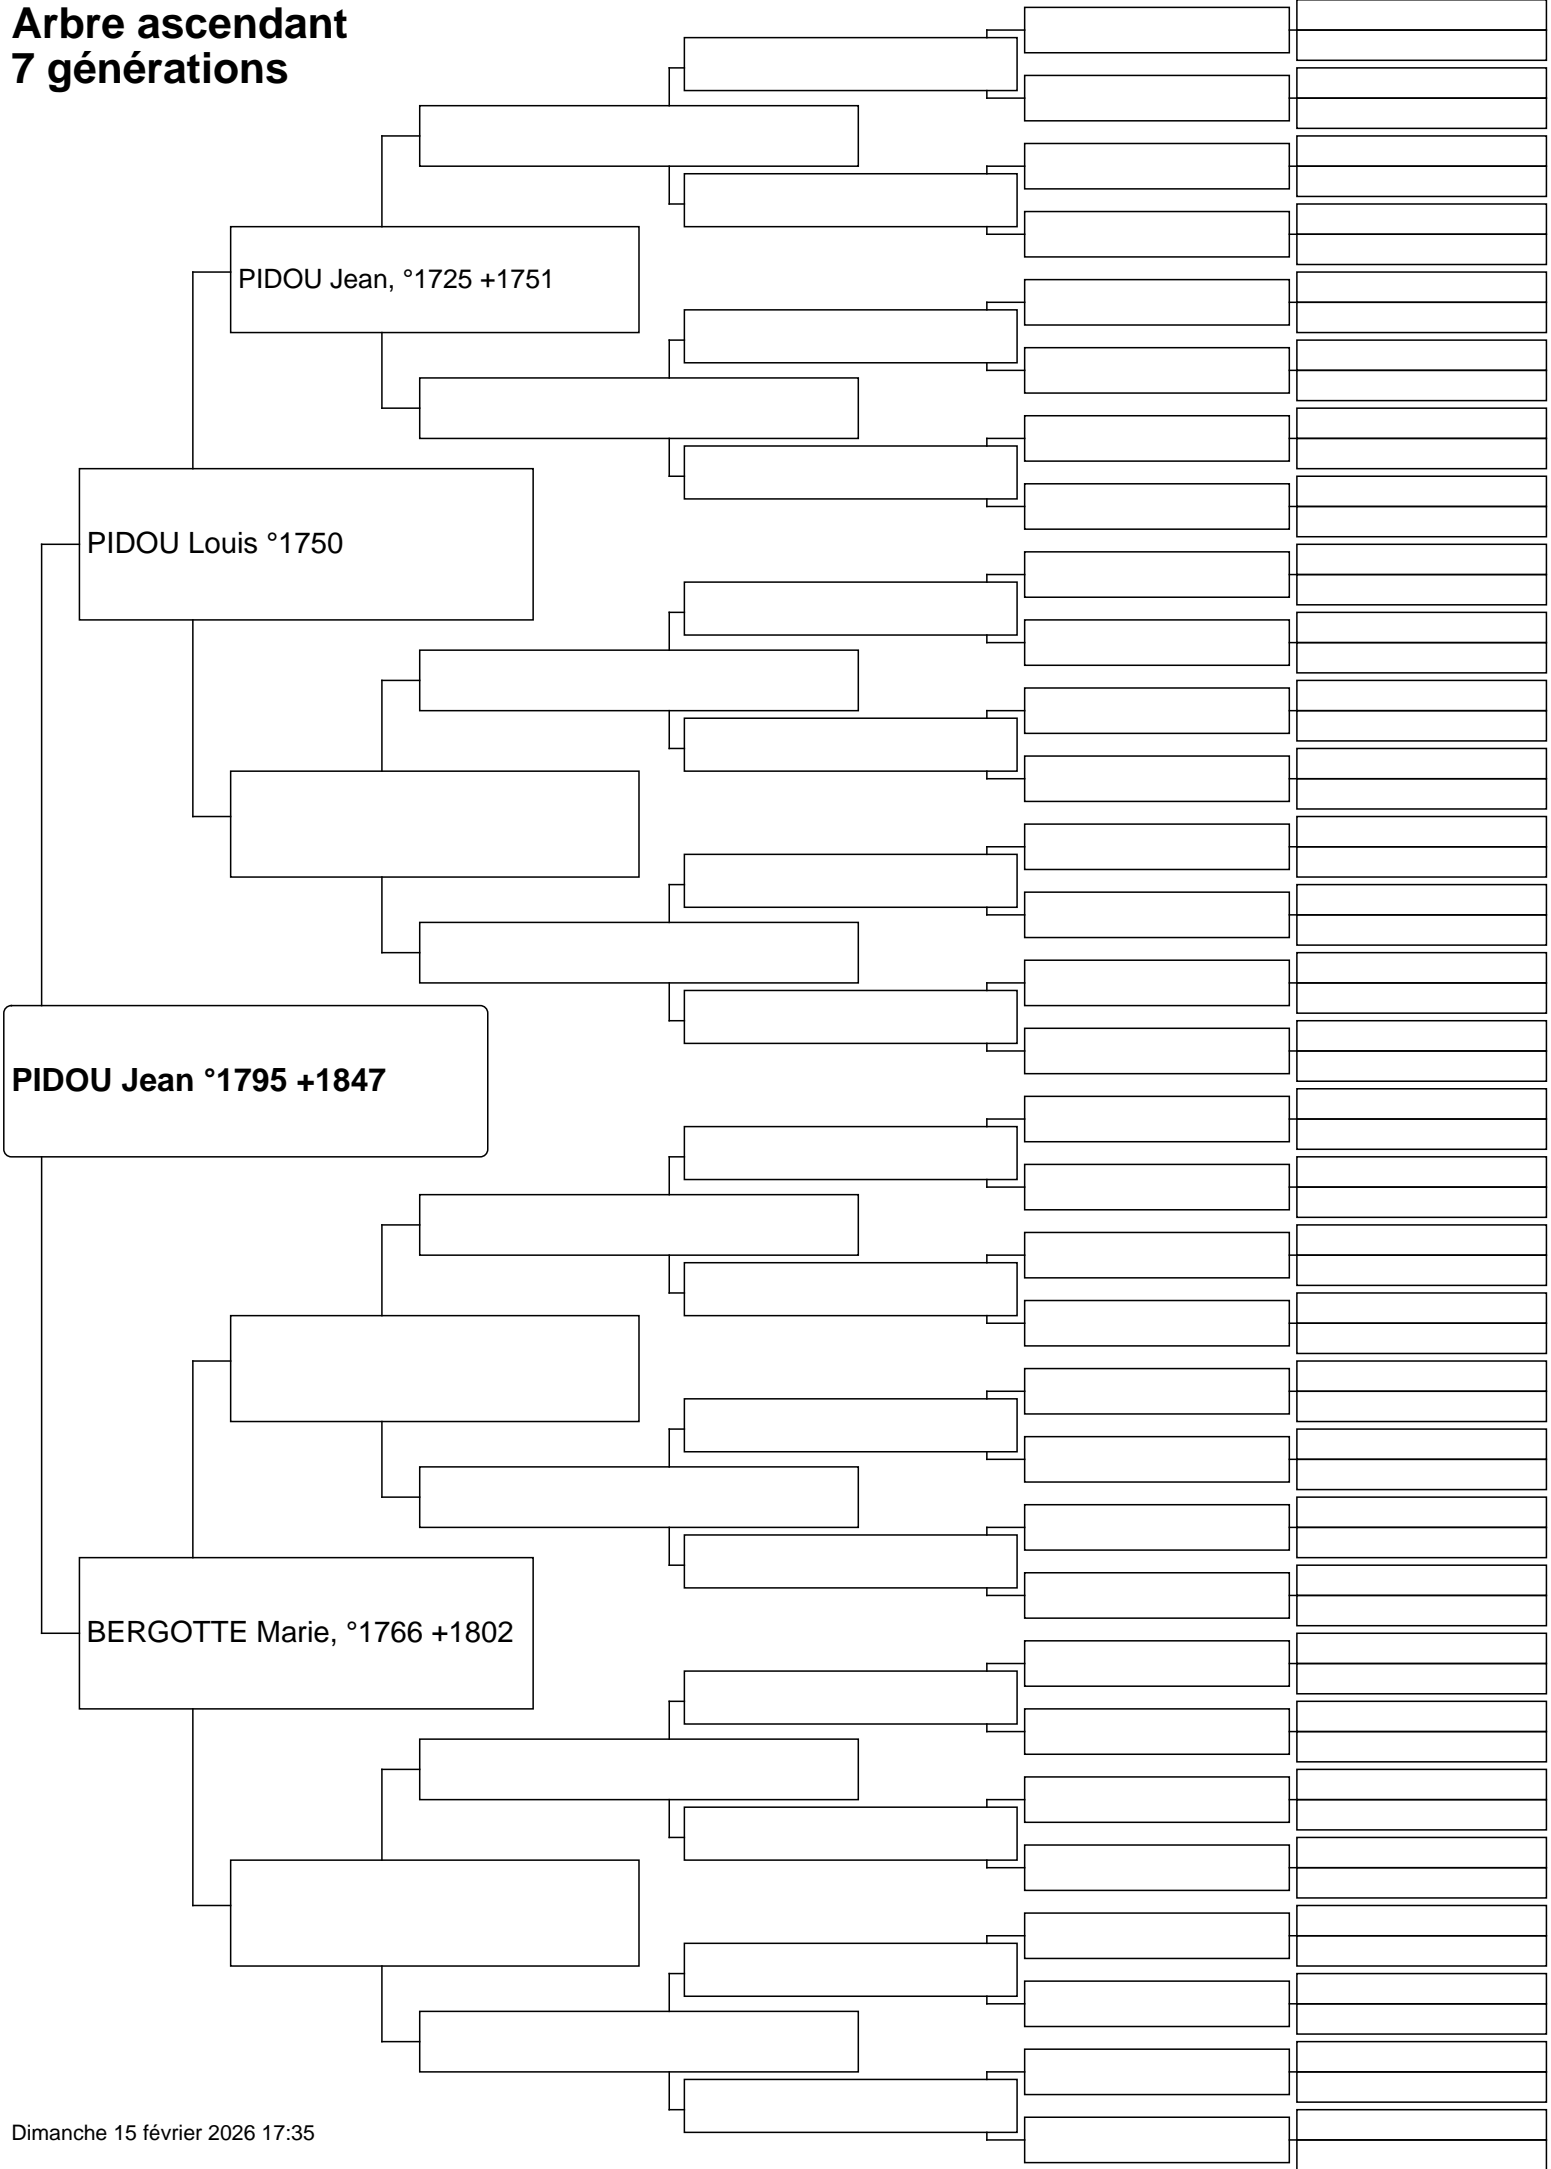 Arbre ascendant
7 générations
PIDOU Jean, °1725 +1751
PIDOU Louis °1750
PIDOU Jean °1795 +1847
BERGOTTE Marie, °1766 +1802
Dimanche 15 février 2026 17:35